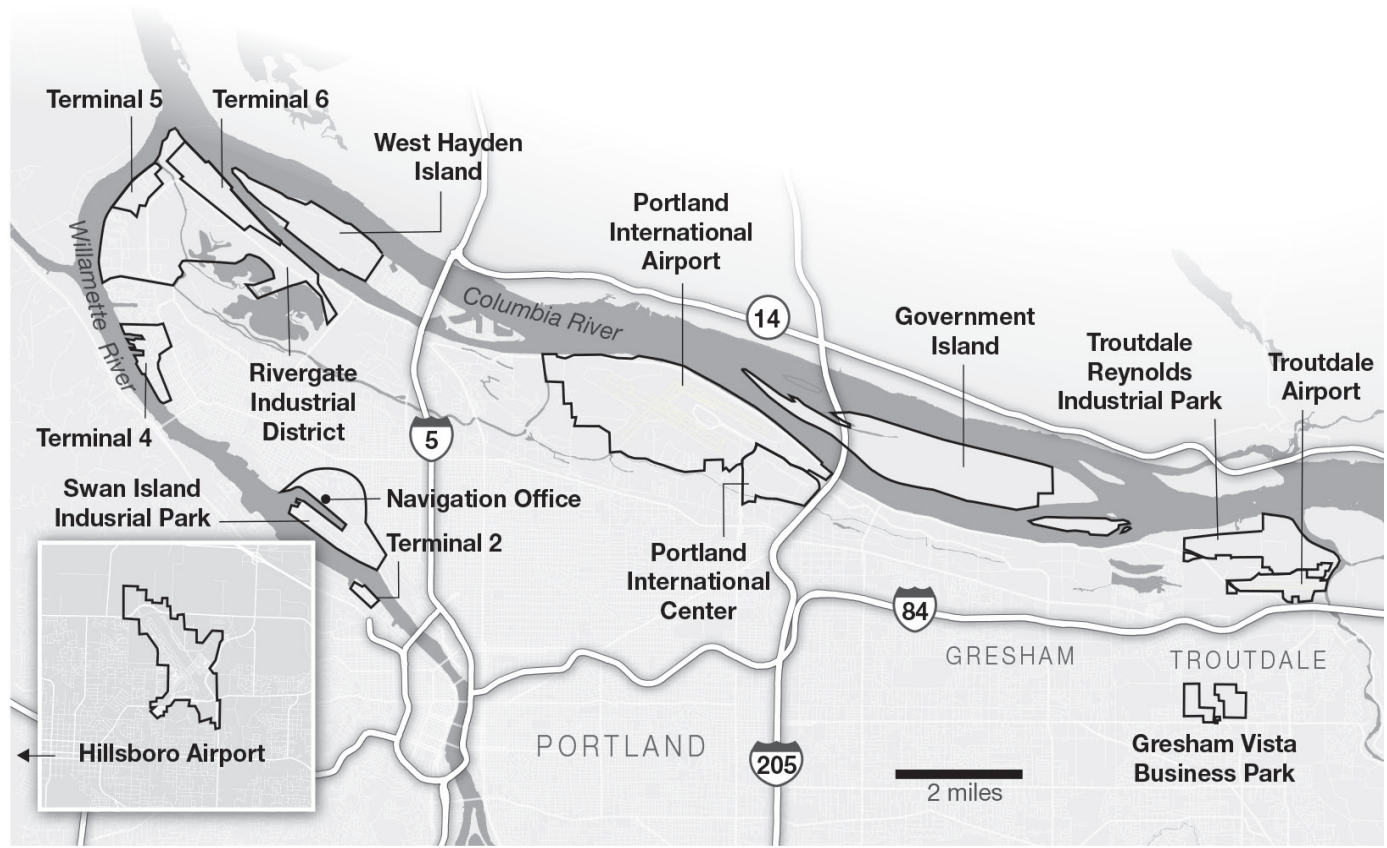 Terminal 5
Terminal 6
West Hayden
Island
Portland
International
Airport
Willamette River
Columbia River
14
Government
Island
Troutdale
Reynolds
Industrial Park
Troutdale
Airport
Rivergate
Industrial
District
Terminal 4
5
Swan Island
Indusrial Park
Navigation Office
Terminal 2
Portland
International
Center
84
GRESHAM
TROUTDALE
Hillsboro Airport
PORTLAND
205
2 miles
Gresham Vista
Business Park